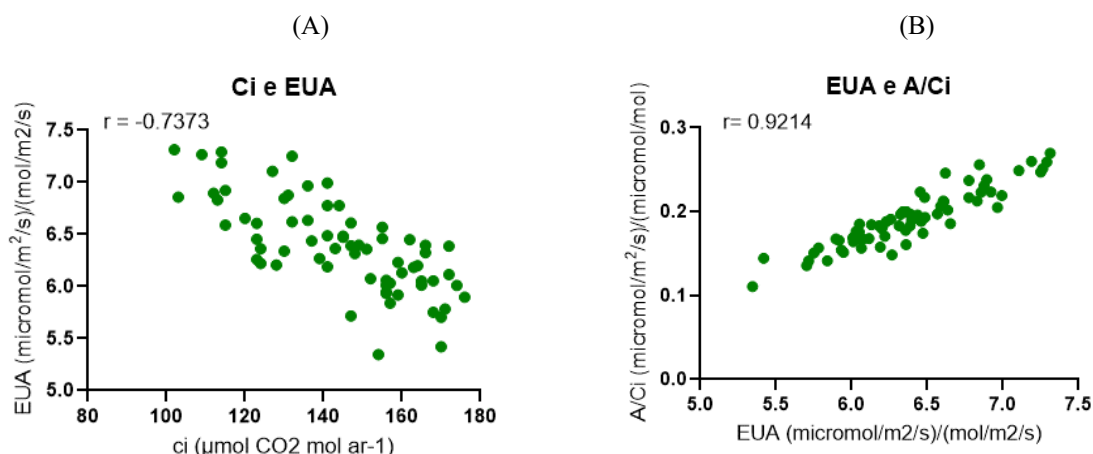 (A)
Ci e EUA
r = -0.7373
EUA (micromol/m²/s)/(mol/m2/s)
7.5
7.0
6.5
6.0
5.5
5.0
80 100 120 140 160 180
ci (µmol CO2 mol ar-1)
(B)
EUA e A/Ci
r= 0.9214
A/Ci (micromol/m²/s)/(micromol/mol)
0.3
0.2
0.1
0.0
5.0 5.5 6.0 6.5 7.0 7.5
EUA (micromol/m2/s)/(mol/m2/s)